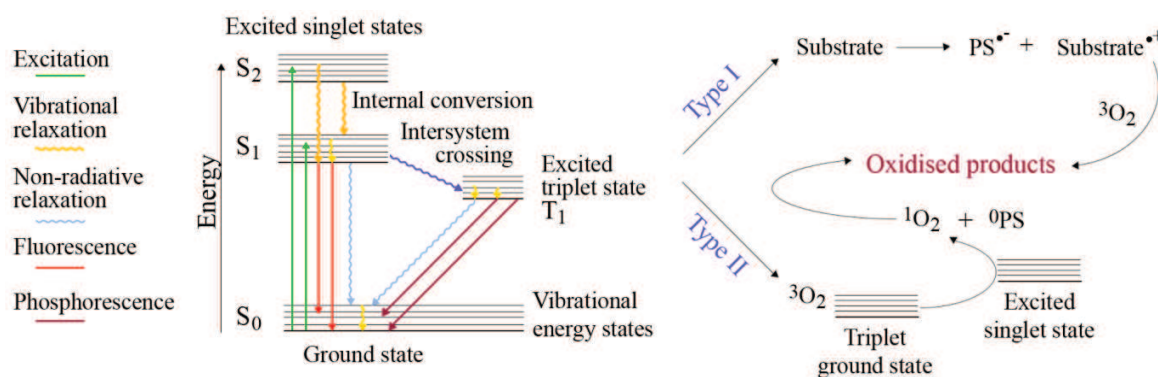 Excitation
Vibrational
relaxation
Non-radiative
relaxation
Fluorescence
Phosphorescence
Energy
Excited singlet states
S2
S1
S0
Internal conversion
Intersystem
crossing
Excited
triplet state
T1
Vibrational
energy states
Ground state
Type I
Substrate
PS•- + Substrate•+
3O2
Oxidised products
1O2 + 0PS
Type II
3O2
Triplet
ground state
Excited
singlet state